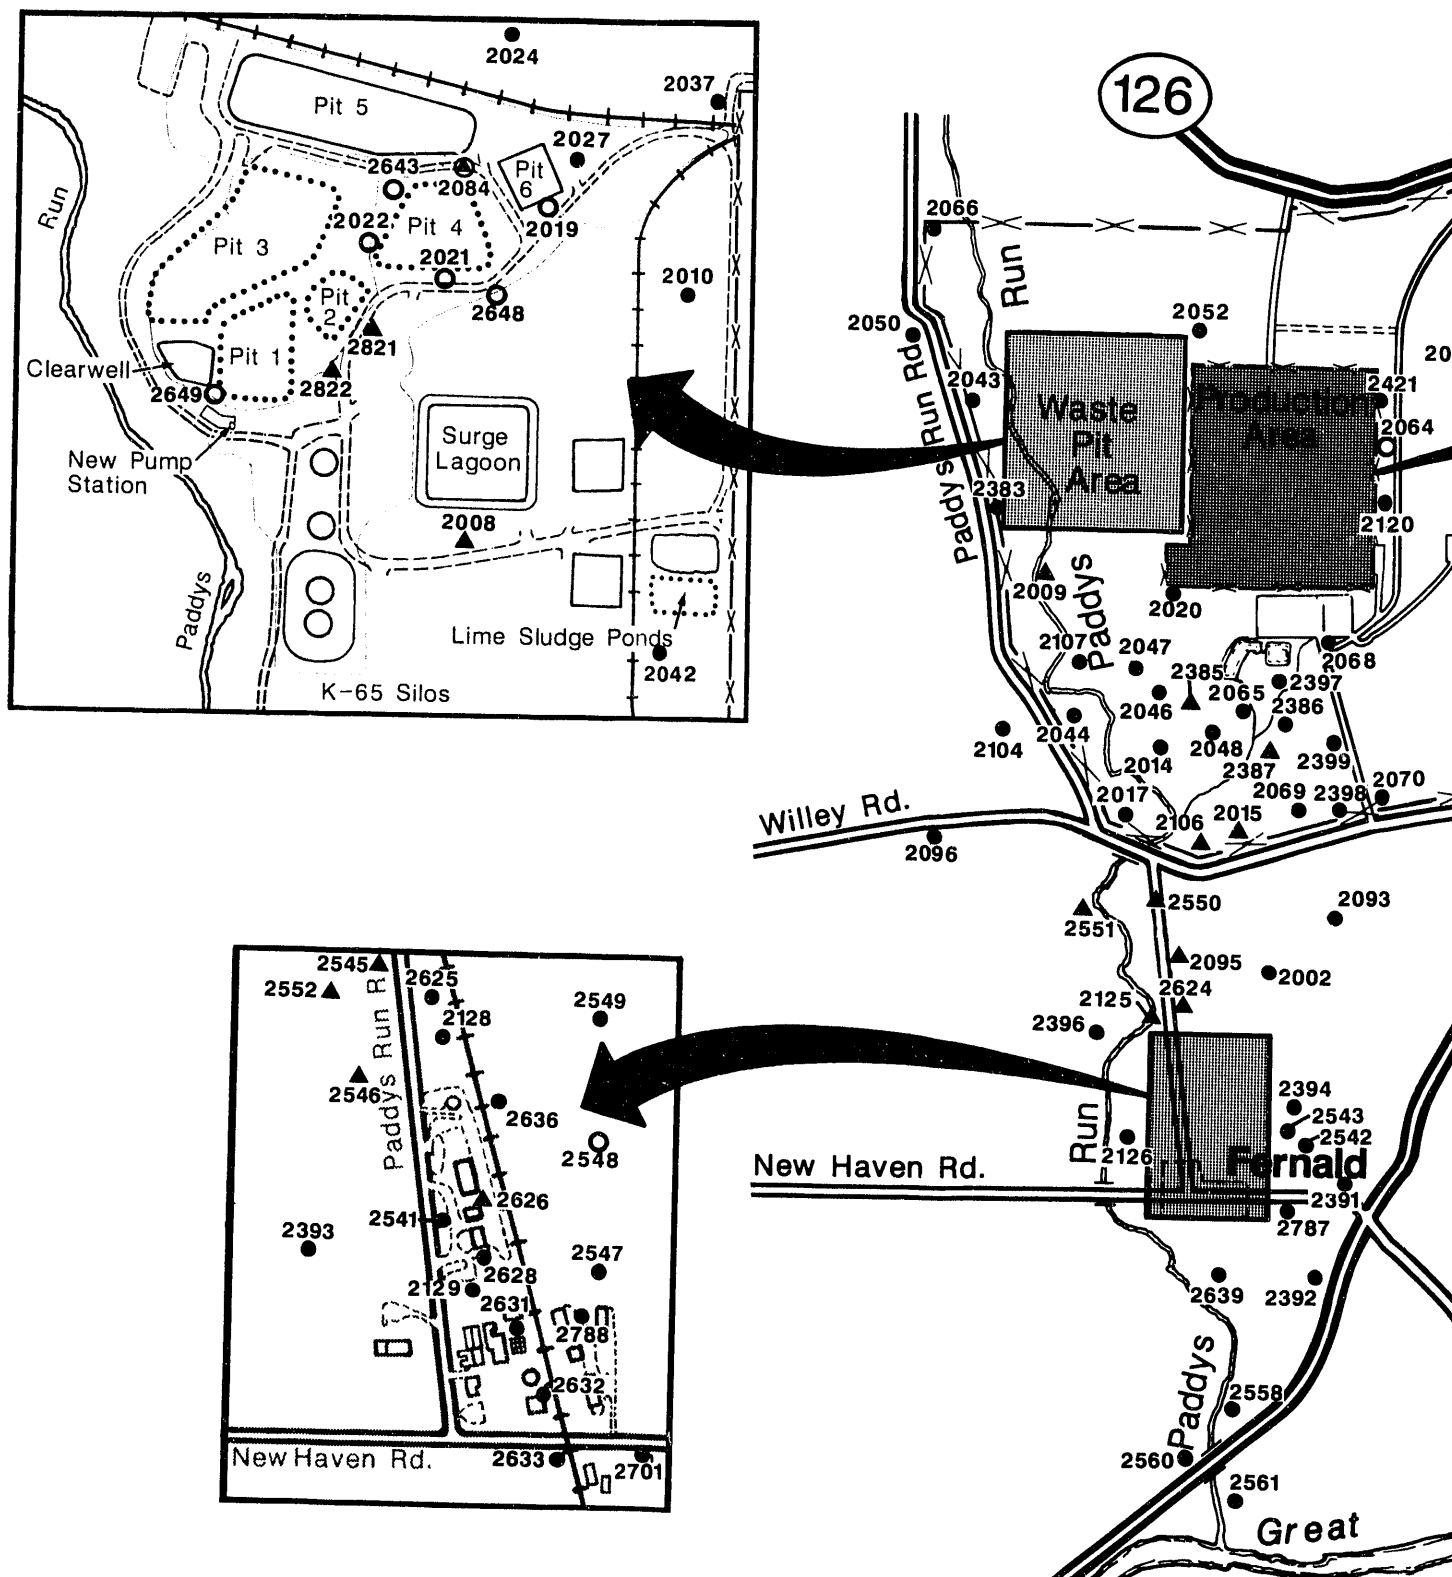 2024
2037
Pit 5
2027
2643
2084
Pit
6
Run
2022
Pit 4
2019
Pit 3
2021
2010
Pit
2
2648
2821
Pit 1
Clearwell
2822
2649
Surge
Lagoon
New Pump
Station
2008
Paddys
Lime Sludge Ponds
2042
K-65 Silos
126
2066
Run
2050
2052
20
Paddy's Run Rd
2043
2421
Waste
Pit
Area
Production
Area
2064
2383
2120
2009
2020
Paddys
2107
2047
2068
2385
2397
2065
2046
2386
2044
2104
2048
2399
2014
2387
2070
2017
2069
2398
Willey Rd.
2106
2015
2096
2550
2093
2551
2095
2002
2624
2125
2396
2394
2543
2542
Run
2126
Fernald
New Haven Rd.
2391
2787
2639
2392
Paddys
2558
2560
2561
Great
2545
2625
2552
2549
2128
Paddys Run R
2546
2636
2548
2626
2541
2393
2547
2628
2129
2631
2788
2632
New Haven Rd.
2633
2701